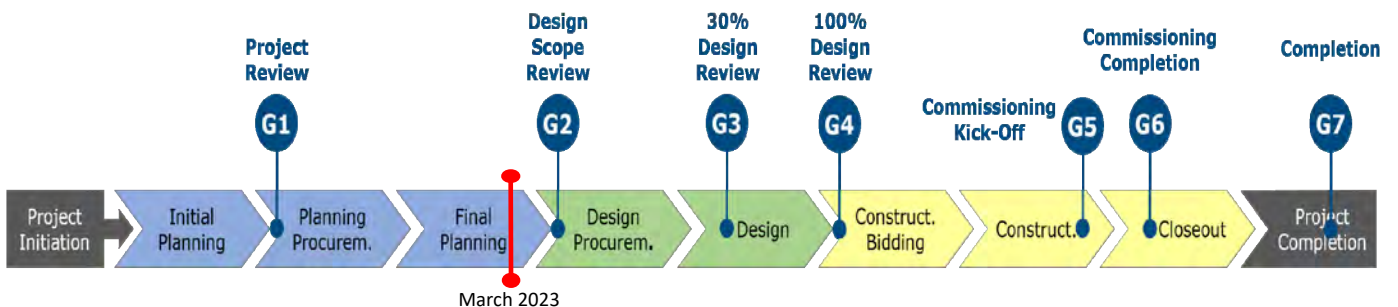 Project
Review
Design
Scope
Review
30%
Design
Review
100%
Design
Review
Commissioning
Completion
Completion
Commissioning
Kick-Off
G1
G2
G3
G4
G5
G6
G7
Project
Initiation
Initial
Planning
Planning
Procurem.
Final
Planning
Design
Procurem.
Design
Construct.
Bidding
Construct.
Closeout
Project
Completion
March 2023